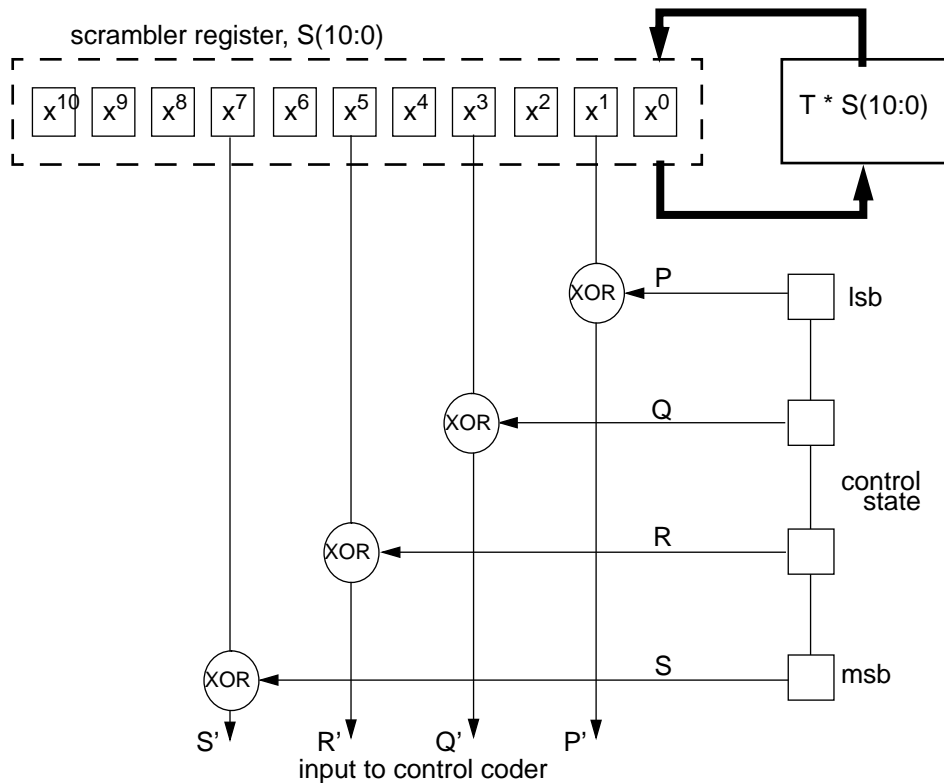 scrambler register, S(10:0)
x¹⁰ x⁹ x⁸ x⁷ x⁶ x⁵ x⁴ x³ x² x¹ x⁰
T * S(10:0)
P
XOR
lsb
Q
XOR
control
state
R
XOR
S
XOR
msb
S’ R’ Q’ P’
input to control coder